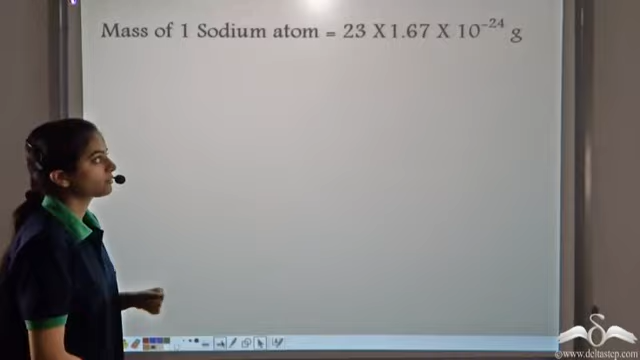 Mass of 1 Sodium atom = 23 X 1.67 X 10⁻²⁴ g
©www.deltastep.com